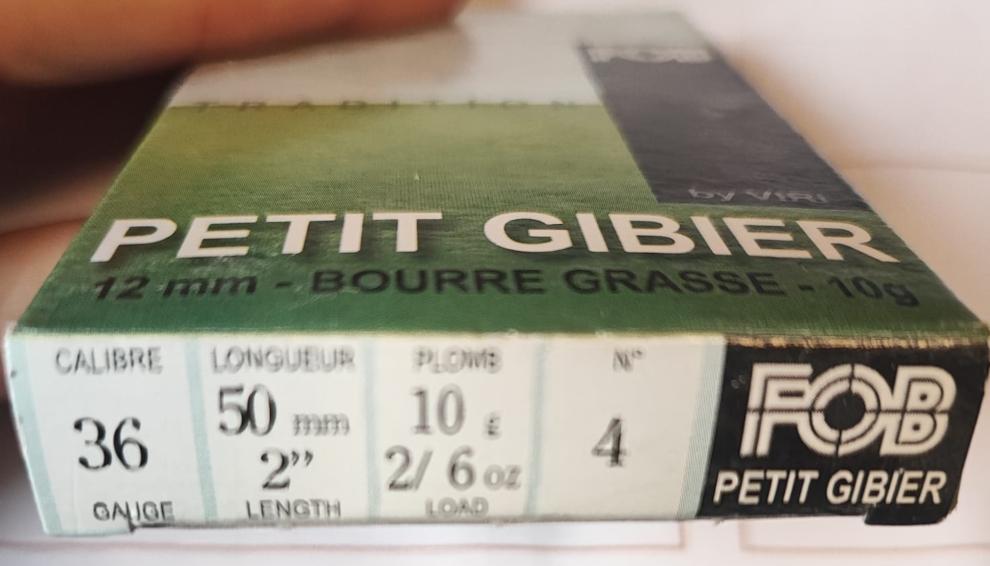 FOB
TRADITION
by VIRI
PETIT GIBIER
12 mm - BOURRE GRASSE - 10g
CALIBRE LONGUEUR PLOMB N°
36 50 mm 10 g 4
2” 2/ 6 oz
GAUGE LENGTH LOAD
FOB
PETIT GIBIER